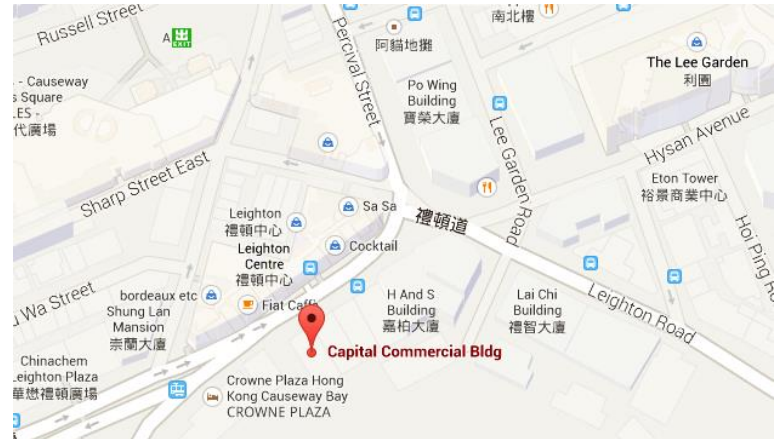 Russell Street
A
EXIT
- Causeway
s Square
LES -
代廣場
Percival Street
阿貓地攤
南北樓
Po Wing
Building
寶榮大廈
The Lee Garden
利園
Hysan Avenue
Lee Garden Road
Eton Tower
裕景商業中心
Hoi Ping R
Sharp Street East
Leighton
禮頓中心
Sa Sa
禮頓道
Leighton
Centre
禮頓中心
Cocktail
Wa Street
bordeaux etc
Shung Lan
Mansion
崇蘭大廈
Fiat Caffè
H And S
Building
嘉柏大廈
Lai Chi
Building
禮智大廈
Leighton Road
Capital Commercial Bldg
Chinachem
Leighton Plaza
華懋禮頓廣場
Crowne Plaza Hong
Kong Causeway Bay
CROWNE PLAZA